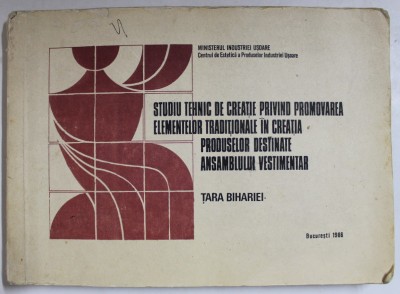 MINISTERUL INDUSTRIEI UȘOARE
Centrul de Estetică a Produselor Industriei Ușoare
STUDIU TEHNIC DE CREAȚIE PRIVIND PROMOVAREA
ELEMENTELOR TRADIȚIONALE ÎN CREAȚIA
PRODUSELOR DESTINATE
ANSAMBLULUI VESTIMENTAR
ȚARA BIHARIEI
București 1986